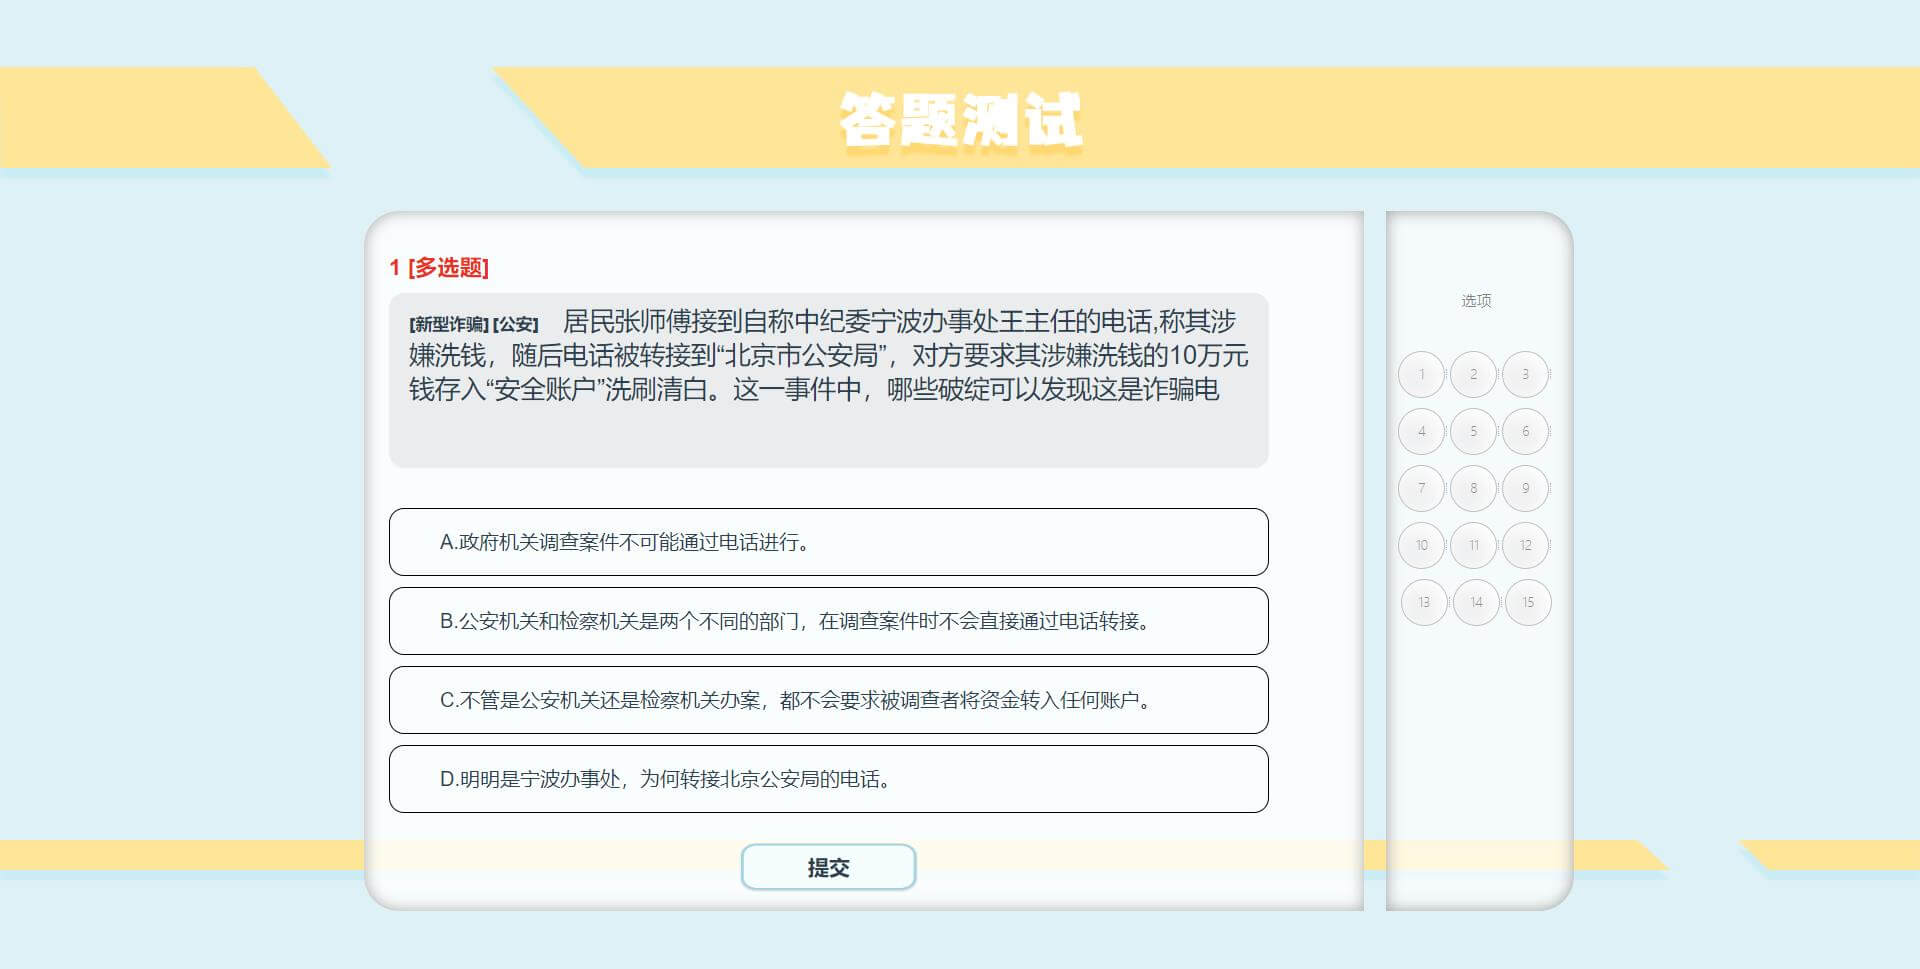 答题测试
1 [多选题]
[新型诈骗][公安] 居民张师傅接到自称中纪委宁波办事处王主任的电话,称其涉
嫌洗钱，随后电话被转接到“北京市公安局”，对方要求其涉嫌洗钱的10万元
钱存入“安全账户”洗刷清白。这一事件中，哪些破绽可以发现这是诈骗电
A.政府机关调查案件不可能通过电话进行。
B.公安机关和检察机关是两个不同的部门，在调查案件时不会直接通过电话转接。
C.不管是公安机关还是检察机关办案，都不会要求被调查者将资金转入任何账户。
D.明明是宁波办事处，为何转接北京公安局的电话。
提交
选项
1 2 3
4 5 6
7 8 9
10 11 12
13 14 15